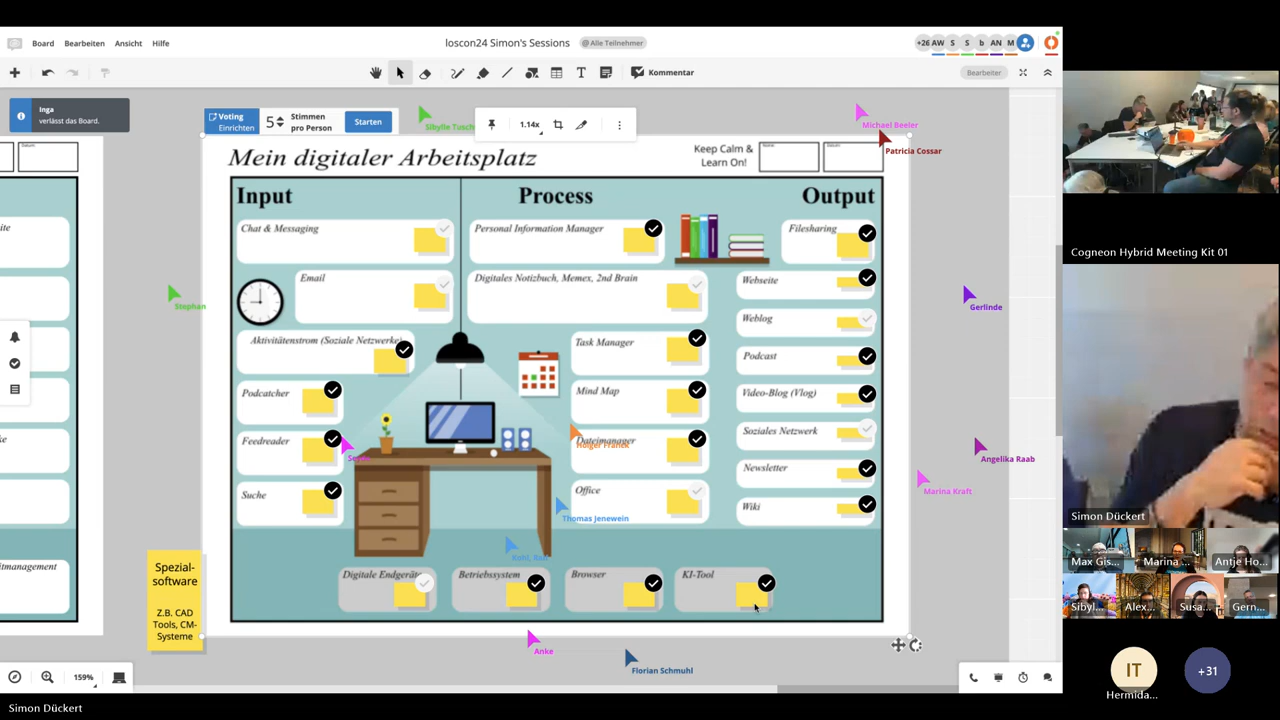 Board Bearbeiten Ansicht Hilfe
loscon24 Simon's Sessions
@ Alle Teilnehmer
+26 AW S S b AN M
Kommentar
Bearbeiter
Inga
verlässt das Board.
Voting
Einrichten
5
Stimmen
pro Person
Starten
Sibylle Tusch
1.14x
Michael Beeler
Patricia Cossar
Mein digitaler Arbeitsplatz
Keep Calm &
Learn On!
Name
Datum
Input
Process
Output
Chat & Messaging
Personal Information Manager
Filesharing
Email
Digitales Notizbuch, Memex, 2nd Brain
Webseite
Weblog
Aktivitätenstrom (Soziale Netzwerke)
Task Manager
Podcast
Podcatcher
Mind Map
Video-Blog (Vlog)
Feedreader
Dateimanager
Soziales Netzwerk
Suche
Office
Newsletter
Wiki
Digitale Endgeräte
Betriebssystem
Browser
KI-Tool
Stephan
Gerlinde
Holger Franck
Angelika Raab
Marina Kraft
Thomas Jenewein
Anke
Florian Schmuhl
Spezial-
software
Z.B. CAD
Tools, CM-
Systeme
itmanagement
159%
Simon Dückert
Cogneon Hybrid Meeting Kit 01
Simon Dückert
Max Gis...
Marina ...
Antje Ho...
Sibyl...
Alex...
Susa...
Gern...
IT
Hermida...
+31